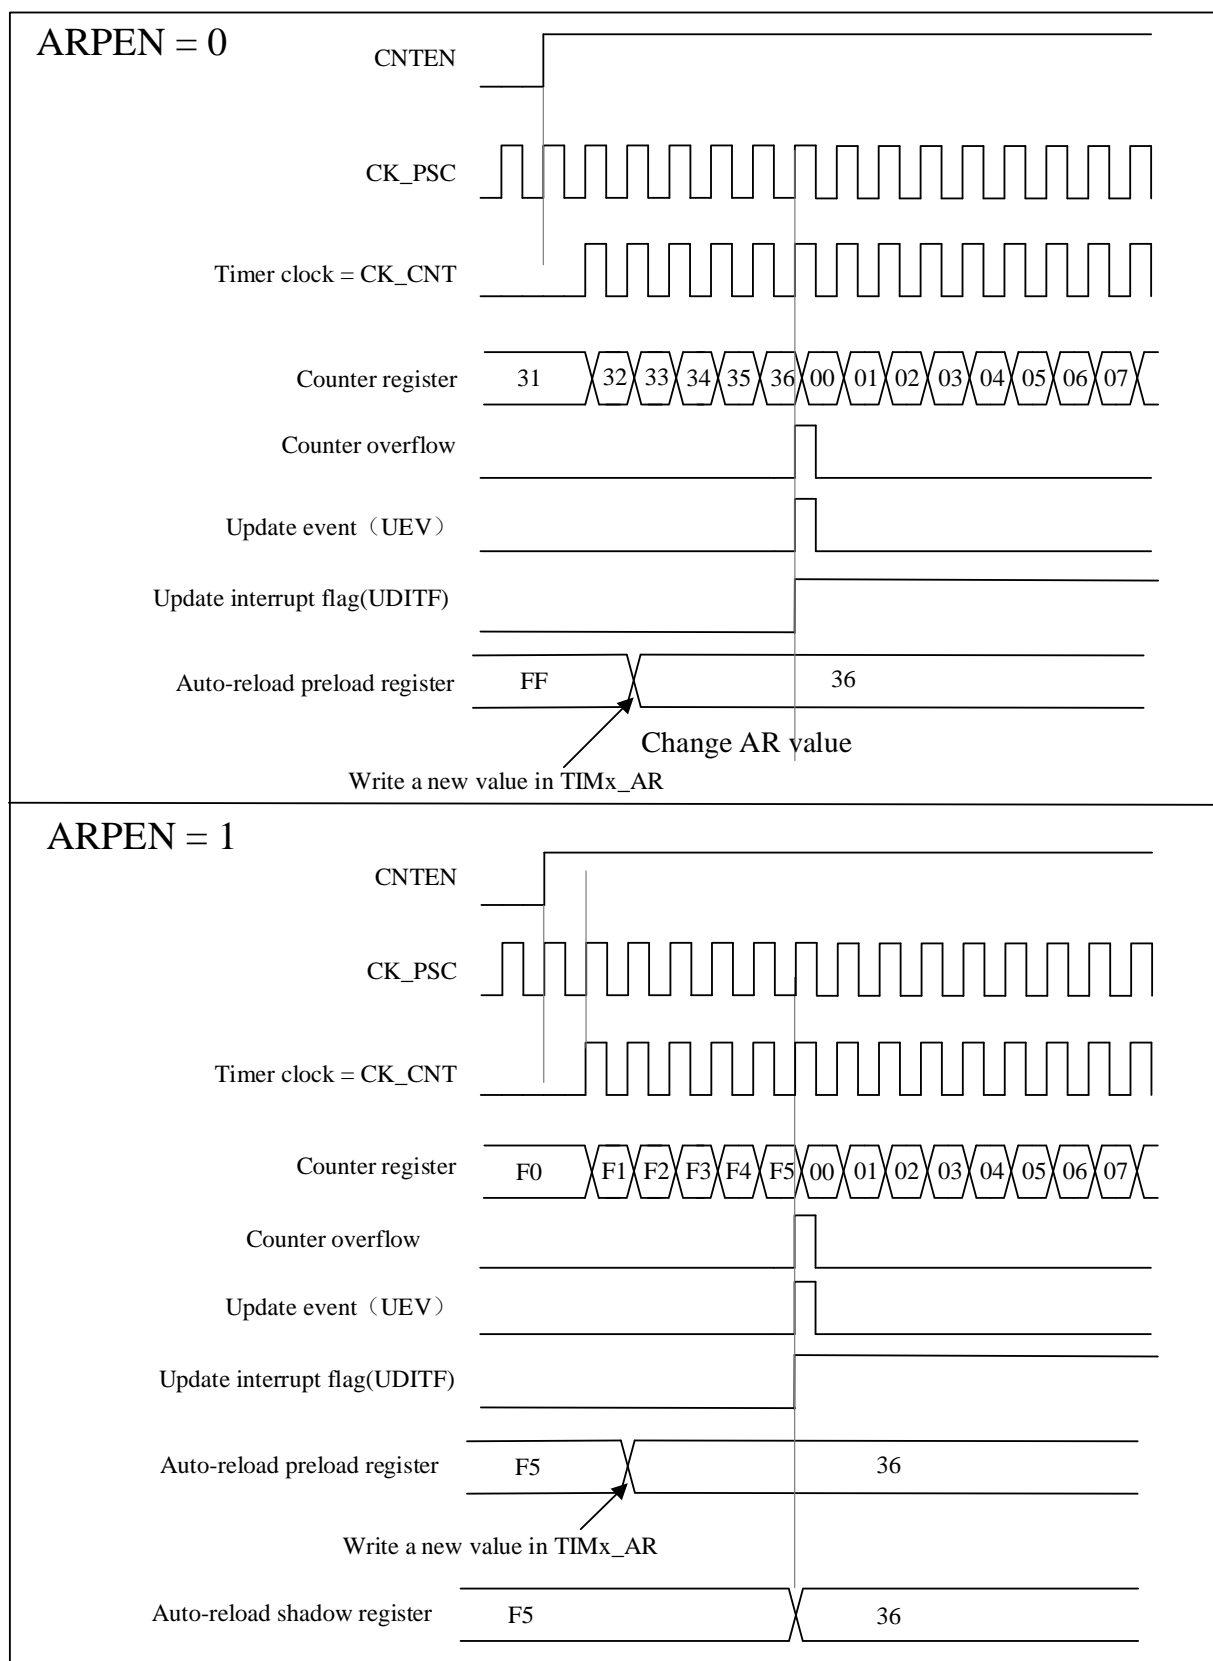 ARPEN = 0
CNTEN
CK_PSC
Timer clock = CK_CNT
Counter register 31 32 33 34 35 36 00 01 02 03 04 05 06 07
Counter overflow
Update event（UEV）
Update interrupt flag(UDITF)
Auto-reload preload register FF 36
Change AR value
Write a new value in TIMx_AR
ARPEN = 1
CNTEN
CK_PSC
Timer clock = CK_CNT
Counter register F0 F1 F2 F3 F4 F5 00 01 02 03 04 05 06 07
Counter overflow
Update event（UEV）
Update interrupt flag(UDITF)
Auto-reload preload register F5 36
Write a new value in TIMx_AR
Auto-reload shadow register F5 36